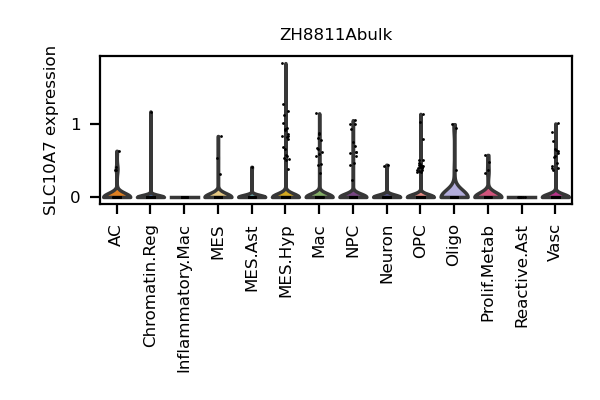 ZH8811Abulk
SLC10A7 expression
1
0
AC
Chromatin.Reg
Inflammatory.Mac
MES
MES.Ast
MES.Hyp
Mac
NPC
Neuron
OPC
Oligo
Prolif.Metab
Reactive.Ast
Vasc